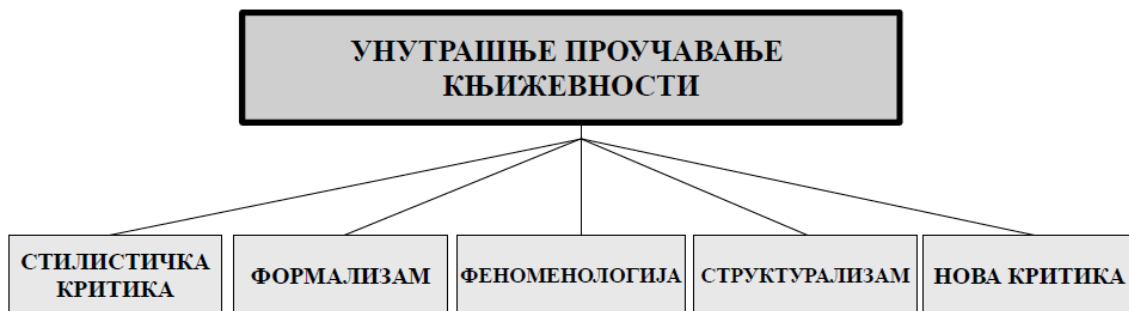 УНУТРАШЊЕ ПРОУЧАВАЊЕ
КЊИЖЕВНОСТИ
СТИЛИСТИЧКА
КРИТИКА
ФОРМАЛИЗАМ
ФЕНОМЕНОЛОГИЈА
СТРУКТУРАЛИЗАМ
НОВА КРИТИКА